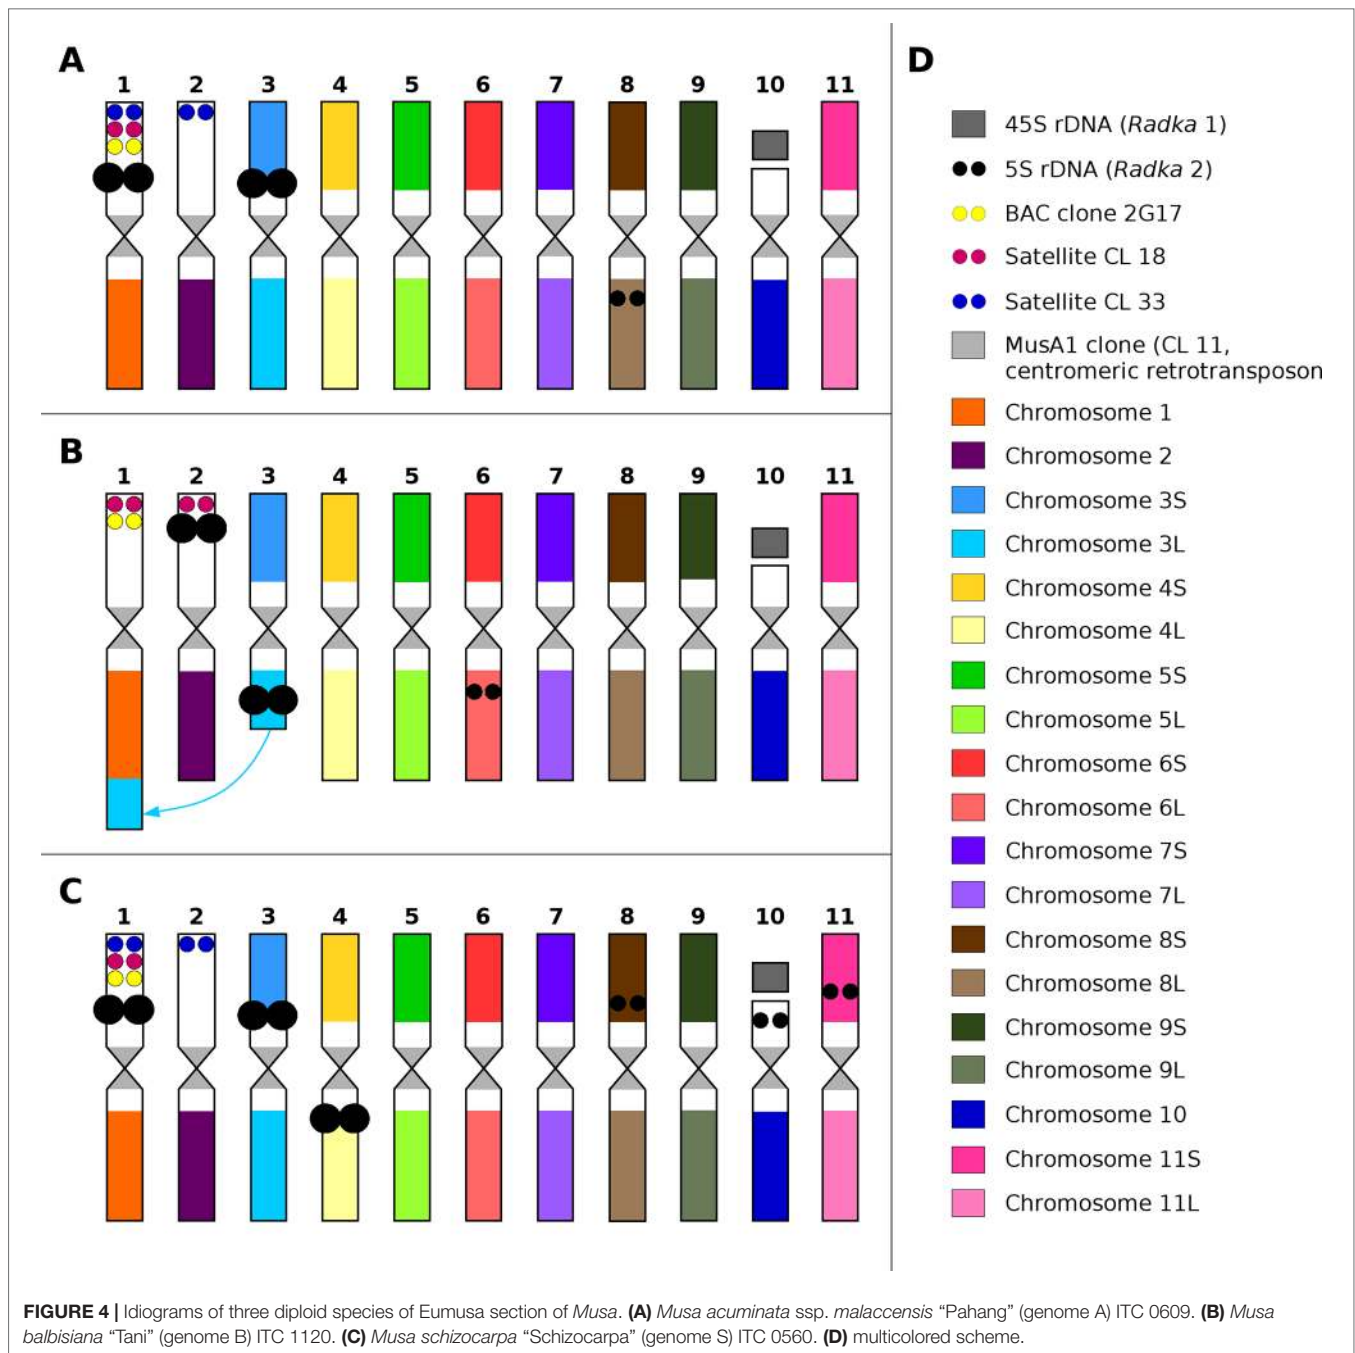 A
1 2 3 4 5 6 7 8 9 10 11
B
1 2 3 4 5 6 7 8 9 10 11
C
1 2 3 4 5 6 7 8 9 10 11
D
45S rDNA (Radka 1)
5S rDNA (Radka 2)
BAC clone 2G17
Satellite CL 18
Satellite CL 33
MusA1 clone (CL 11,
centromeric retrotransposon
Chromosome 1
Chromosome 2
Chromosome 3S
Chromosome 3L
Chromosome 4S
Chromosome 4L
Chromosome 5S
Chromosome 5L
Chromosome 6S
Chromosome 6L
Chromosome 7S
Chromosome 7L
Chromosome 8S
Chromosome 8L
Chromosome 9S
Chromosome 9L
Chromosome 10
Chromosome 11S
Chromosome 11L
FIGURE 4 | Idiograms of three diploid species of Eumusa section of Musa. (A) Musa acuminata ssp. malaccensis “Pahang” (genome A) ITC 0609. (B) Musa
balbisiana “Tani” (genome B) ITC 1120. (C) Musa schizocarpa “Schizocarpa” (genome S) ITC 0560. (D) multicolored scheme.